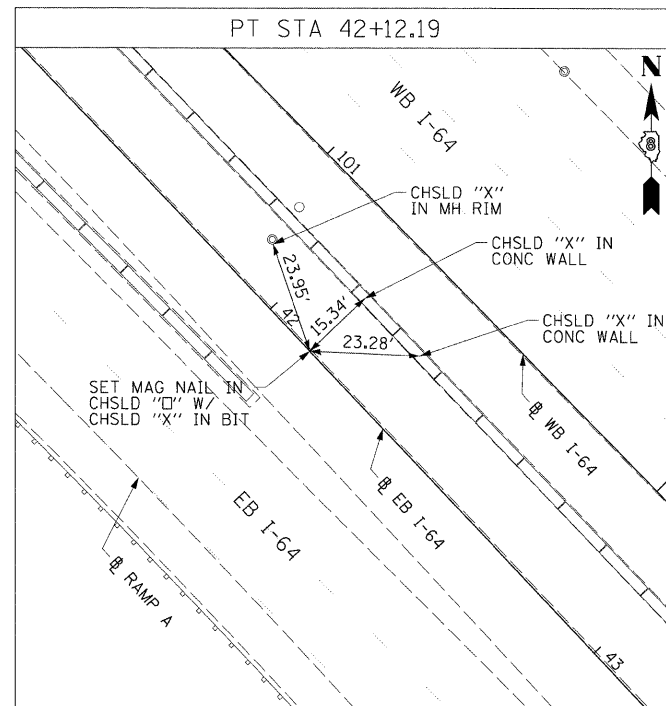 PT STA 42+12.19
N
8
WB I-64
101
CHSLD "X"
IN MH RIM
CHSLD "X" IN
CONC WALL
23.95'
15.34'
42
23.28'
CHSLD "X" IN
CONC WALL
SET MAG NAIL IN
CHSLD "□" W/
CHSLD "X" IN BIT
℄ WB I-64
℄ EB I-64
EB I-64
℄ RAMP A
43